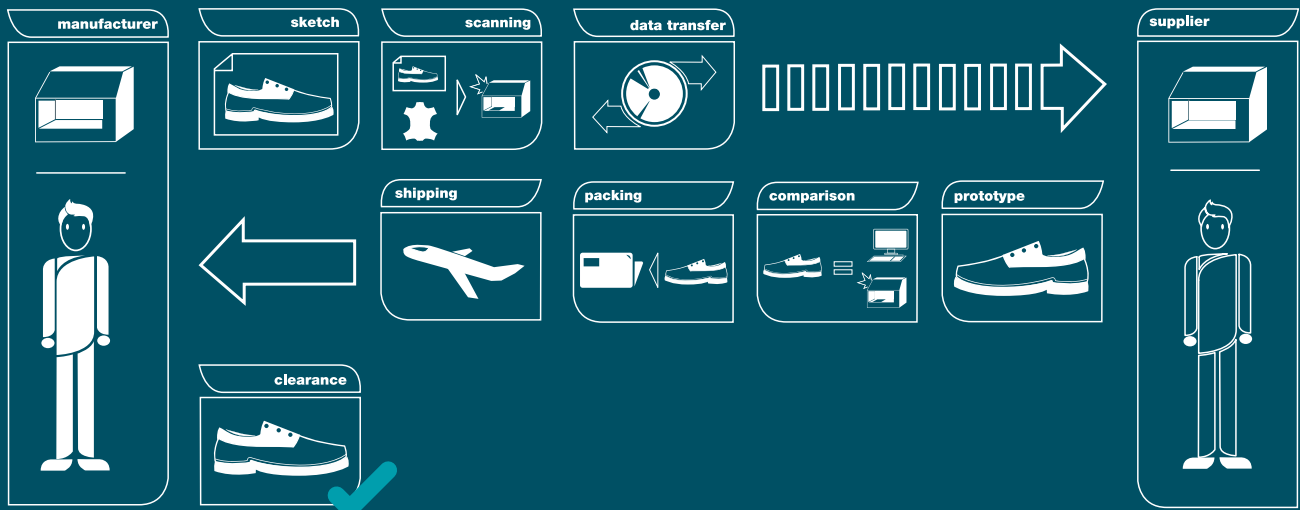 manufacturer
sketch
scanning
data transfer
supplier
shipping
packing
comparison
prototype
clearance